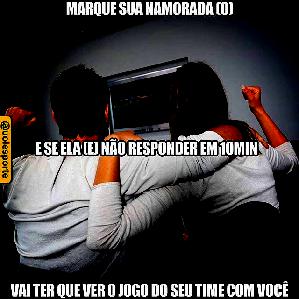 MARQUE SUA NAMORADA (O)
@uolesporte
E SE ELA (E) NÃO RESPONDER EM 10MIN
VAI TER QUE VER O JOGO DO SEU TIME COM VOCÊ